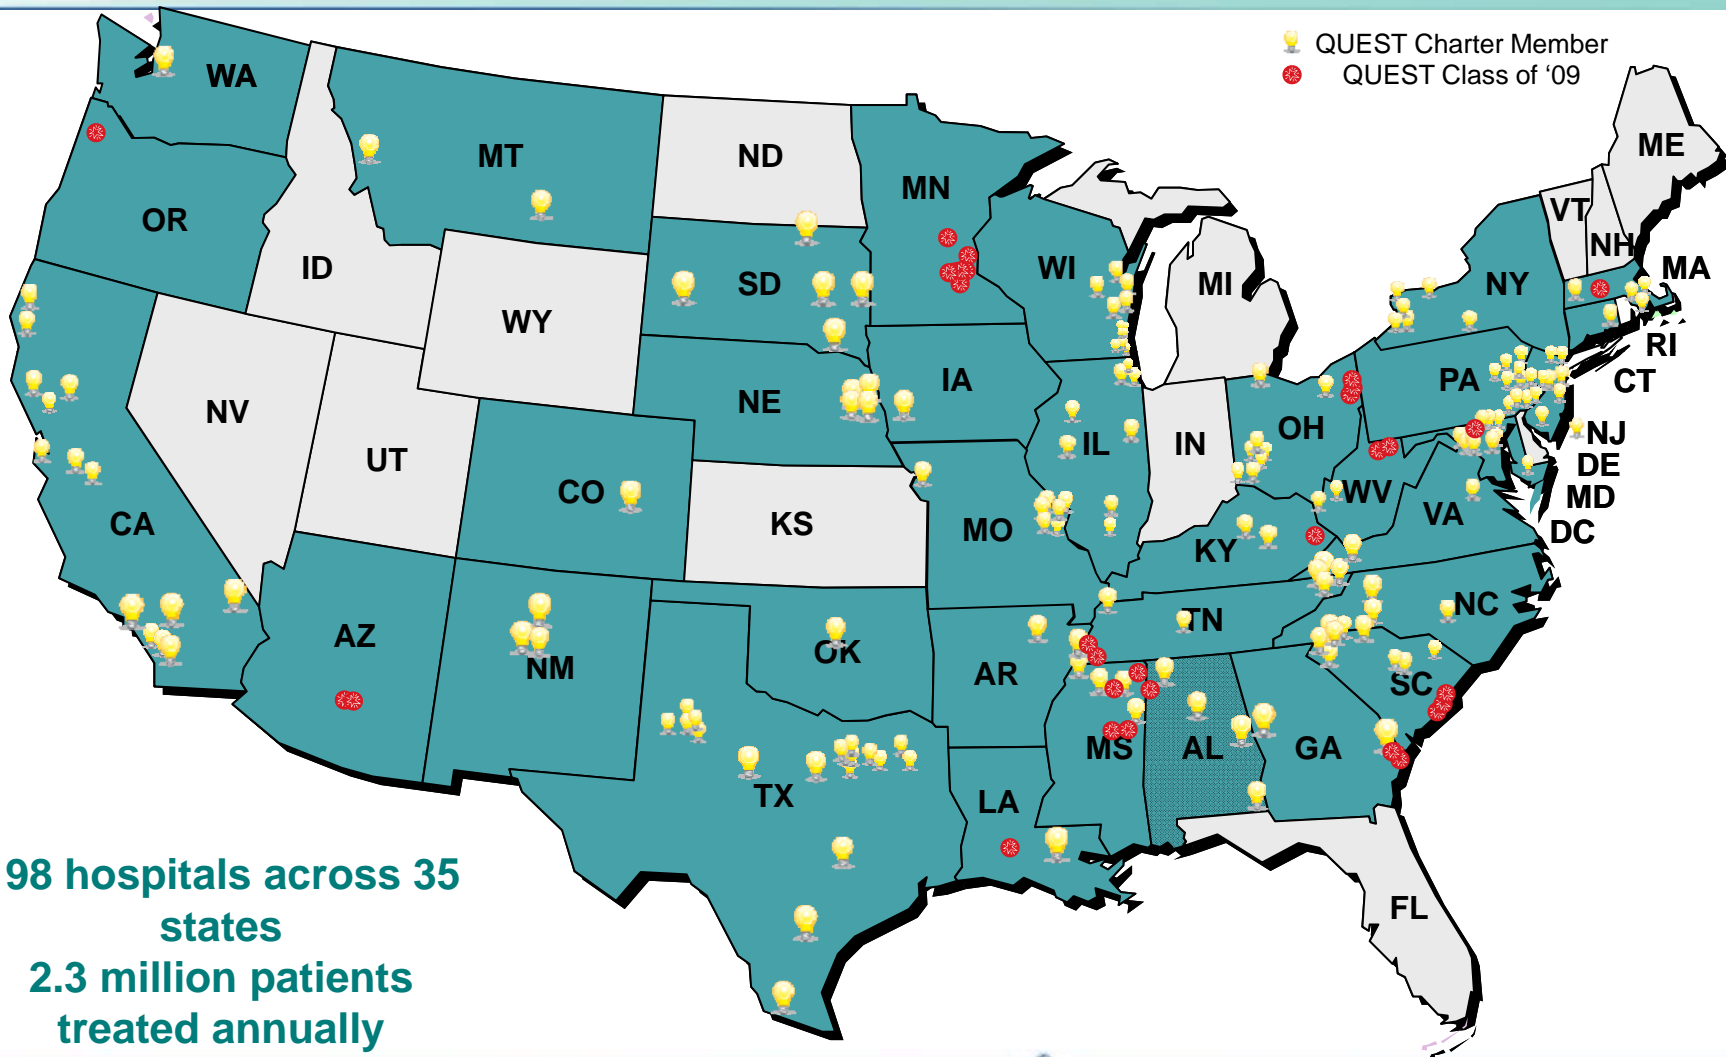 QUEST Charter Member
QUEST Class of ‘09
WA
MT
ND
MN
ME
VT
NH
OR
ID
SD
WI
MI
NY
MA
WY
RI
NV
NE
IA
PA
CT
UT
IL
IN
OH
NJ
CO
DE
CA
KS
MO
WV
VA
MD
DC
KY
AZ
NM
OK
TN
NC
AR
SC
TX
LA
MS
AL
GA
FL
98 hospitals across 35
states
2.3 million patients
treated annually